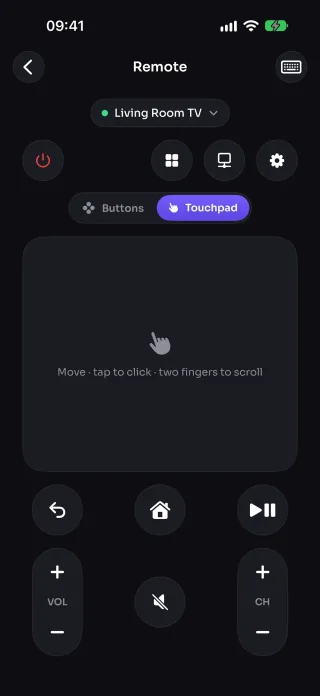 09:41
Remote
Living Room TV
Buttons
Touchpad
Move · tap to click · two fingers to scroll
VOL
CH